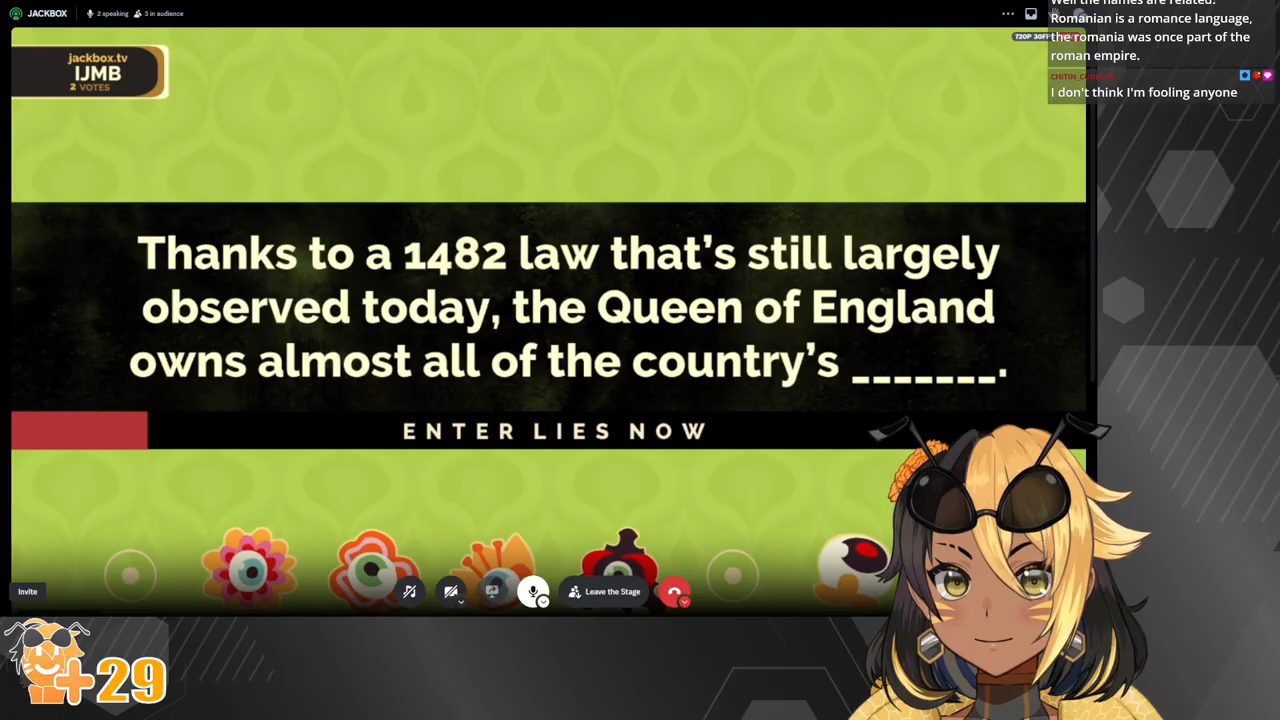 JACKBOX
2 speaking
3 in audience
Well the names are related.
Romanian is a romance language,
the romania was once part of the
roman empire.
I don't think I'm fooling anyone
jackbox.tv
IJMB
2 VOTES
Thanks to a 1482 law that's still largely
observed today, the Queen of England
owns almost all of the country's _______.
ENTER LIES NOW
Invite
Leave the Stage
+29